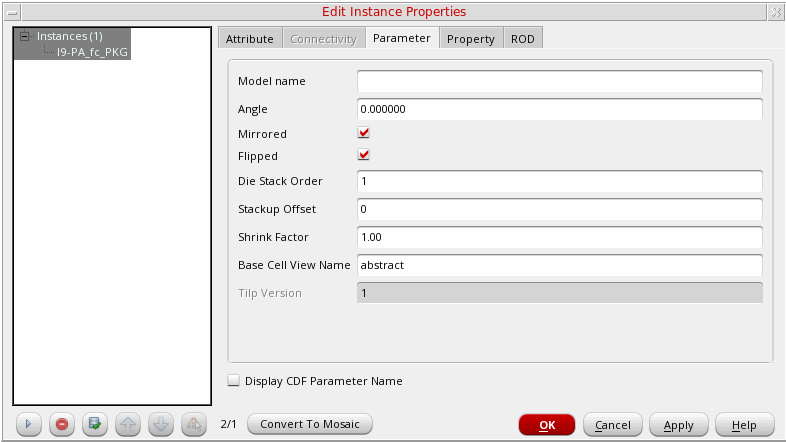 Edit Instance Properties
Instances (1)
I9-PA_fc_PKG
Attribute Connectivity Parameter Property ROD
Model name
Angle 0.000000
Mirrored
Flipped
Die Stack Order 1
Stackup Offset 0
Shrink Factor 1.00
Base Cell View Name abstract
Tilp Version 1
Display CDF Parameter Name
2/1 Convert To Mosaic OK Cancel Apply Help